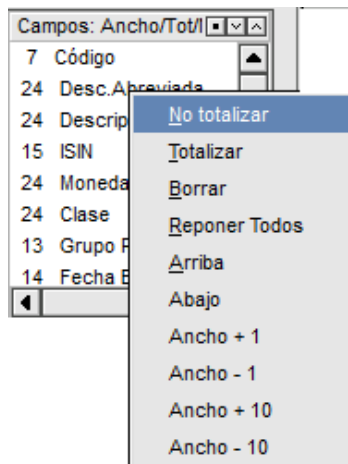 Campos: Ancho/Tot/I
7 Código
24 Desc.Abreviada
24 Descrip
15 ISIN
24 Moneda
24 Clase
13 Grupo
14 Fecha
No totalizar
Totalizar
Borrar
Reponer Todos
Arriba
Abajo
Ancho + 1
Ancho - 1
Ancho + 10
Ancho - 10